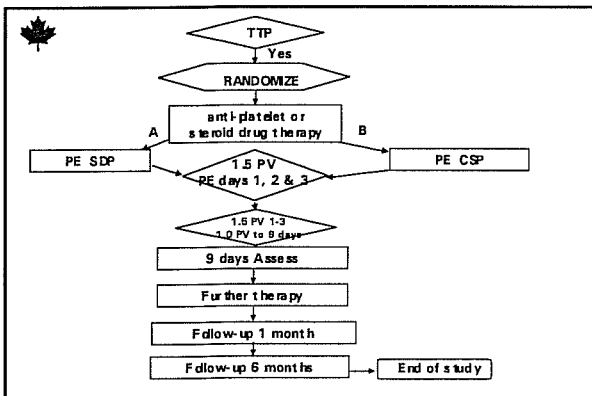 TTP
Yes
RANDOMIZE
anti-platelet or
steroid drug therapy
A
B
PE SDP
PE CSP
1.5 PV
PE days 1, 2 & 3
1.5 PV 1-3
1.0 PV to 9 days
9 days Assess
Further therapy
Follow-up 1 month
Follow-up 6 months
End of study